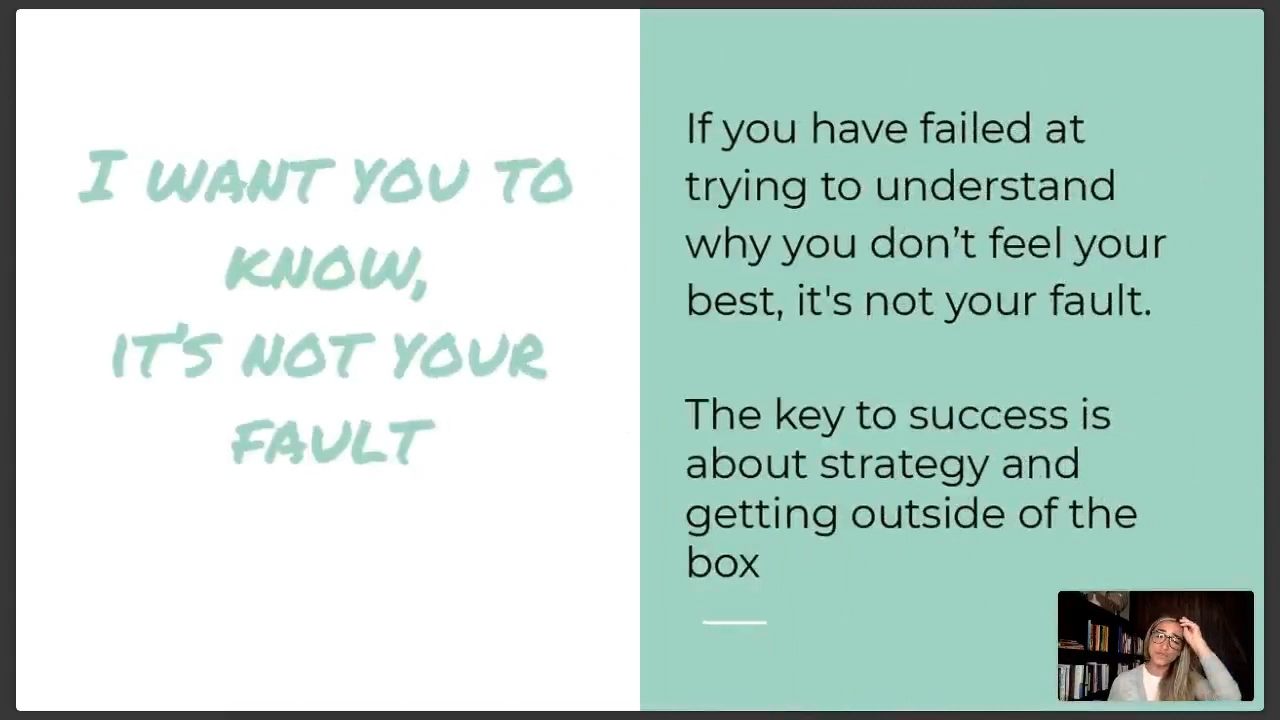 I WANT YOU TO
KNOW,
IT'S NOT YOUR
FAULT
If you have failed at
trying to understand
why you don’t feel your
best, it's not your fault.
The key to success is
about strategy and
getting outside of the
box